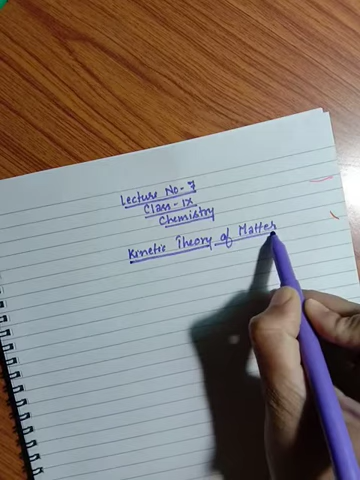 Lecture No - 7
Class - IX
Chemistry
Kinetic Theory of Matter